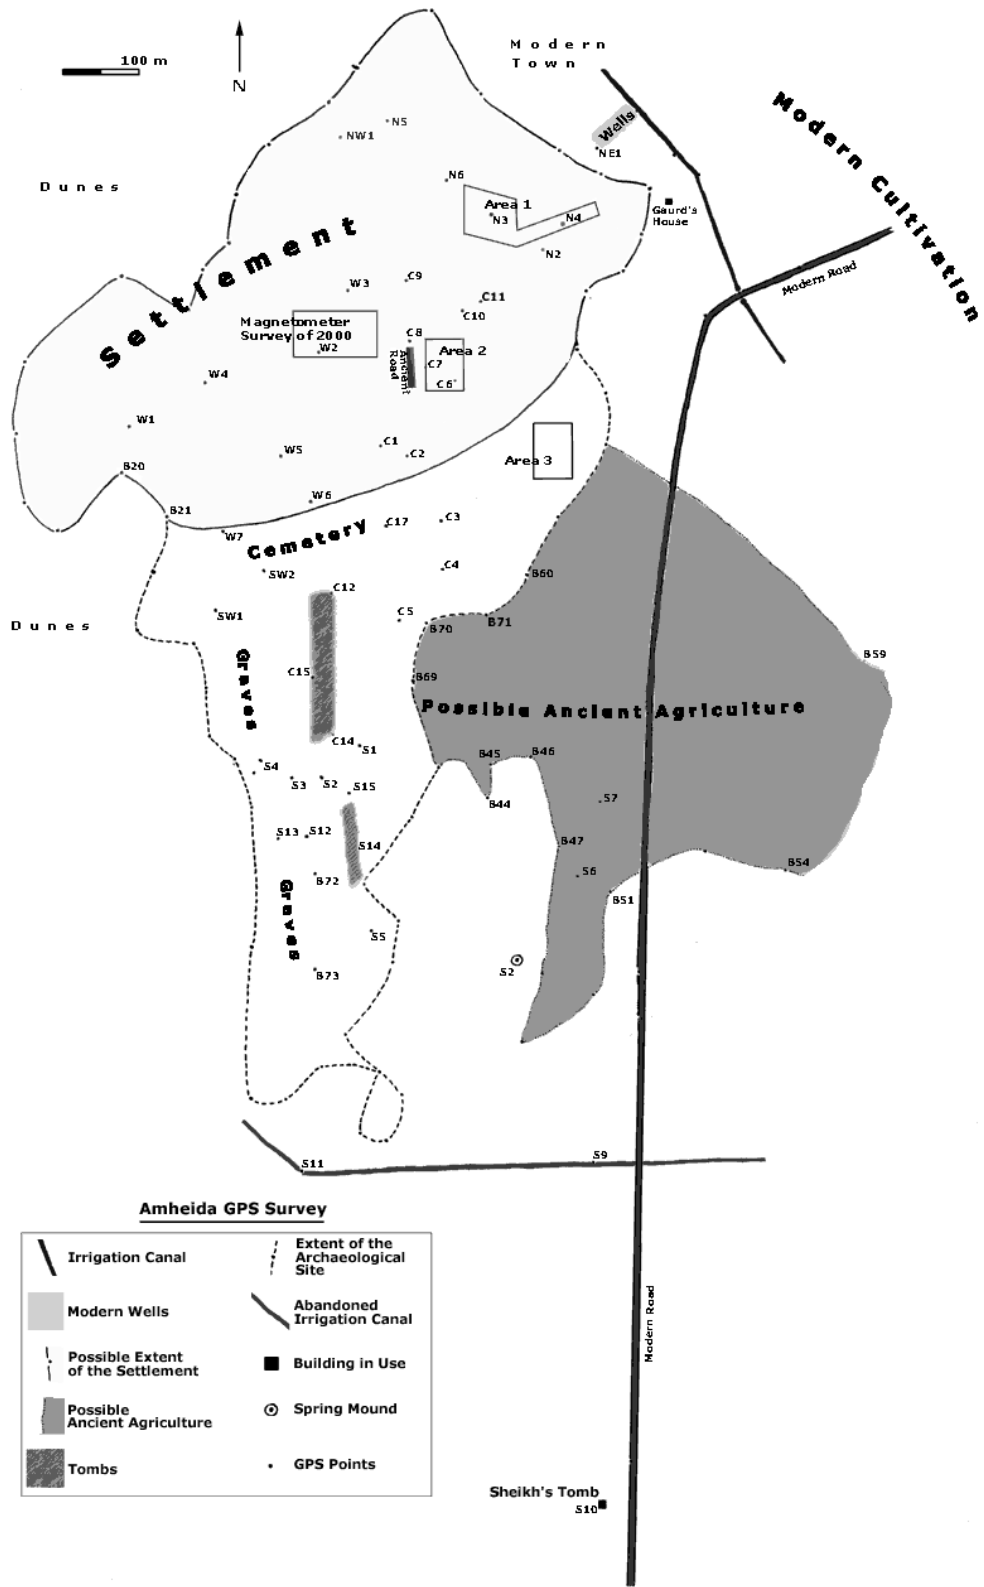 Modern
Town
100 m
N
Modern Cultivation
Wells
NE1
N5
NW1
N6
Dunes
Area 1
N3
N4
N2
Gaurd's
House
Modern Road
Settlement
W3
C9
C11
C10
Magnetometer
Survey of 2000
W2
C8
Ancient
Road
Area 2
C7
C6
W4
W1
W5
C1
C2
Area 3
B20
W6
B21
W7
Cemetery
C17
C3
SW2
C4
B60
C12
SW1
C5
B70
B71
Dunes
B59
Graves
C15
B69
Possible Ancient Agriculture
C14
S1
B45
B46
S4
S3
S2
S15
B44
S7
S13
S12
S14
B47
B72
S6
B54
B51
Graves
S5
B73
S2
S11
S9
Amheida GPS Survey
Irrigation Canal
Extent of the
Archaeological
Site
Modern Wells
Abandoned
Irrigation Canal
Possible Extent
of the Settlement
Building in Use
Possible
Ancient Agriculture
Spring Mound
Tombs
GPS Points
Modern Road
Sheikh's Tomb
S10